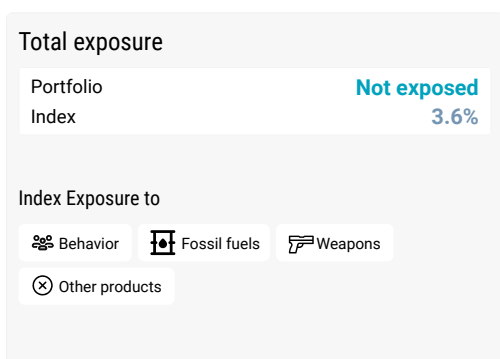 Total exposure
Portfolio Not exposed
Index 3.6%
Index Exposure to
Behavior Fossil fuels Weapons
Other products